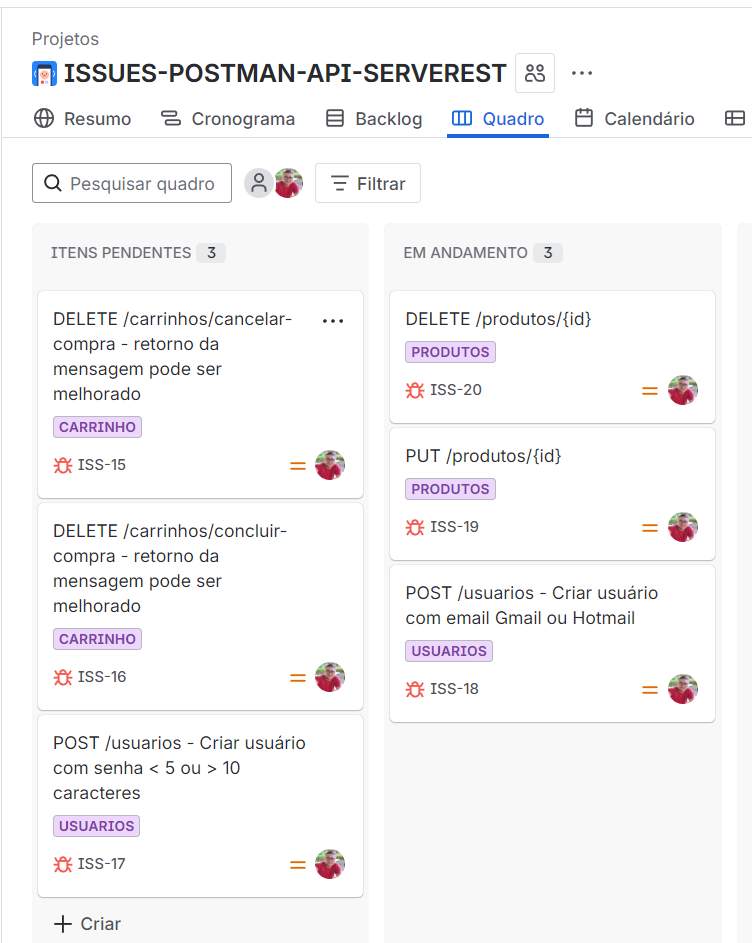 Projetos
ISSUES-POSTMAN-API-SERVEREST
Resumo
Cronograma
Backlog
Quadro
Calendário
Pesquisar quadro
Filtrar
ITENS PENDENTES 3
DELETE /carrinhos/cancelar-
compra - retorno da
mensagem pode ser
melhorado
CARRINHO
ISS-15
DELETE /carrinhos/concluir-
compra - retorno da
mensagem pode ser
melhorado
CARRINHO
ISS-16
POST /usuarios - Criar usuário
com senha < 5 ou > 10
caracteres
USUARIOS
ISS-17
Criar
EM ANDAMENTO 3
DELETE /produtos/{id}
PRODUTOS
ISS-20
PUT /produtos/{id}
PRODUTOS
ISS-19
POST /usuarios - Criar usuário
com email Gmail ou Hotmail
USUARIOS
ISS-18